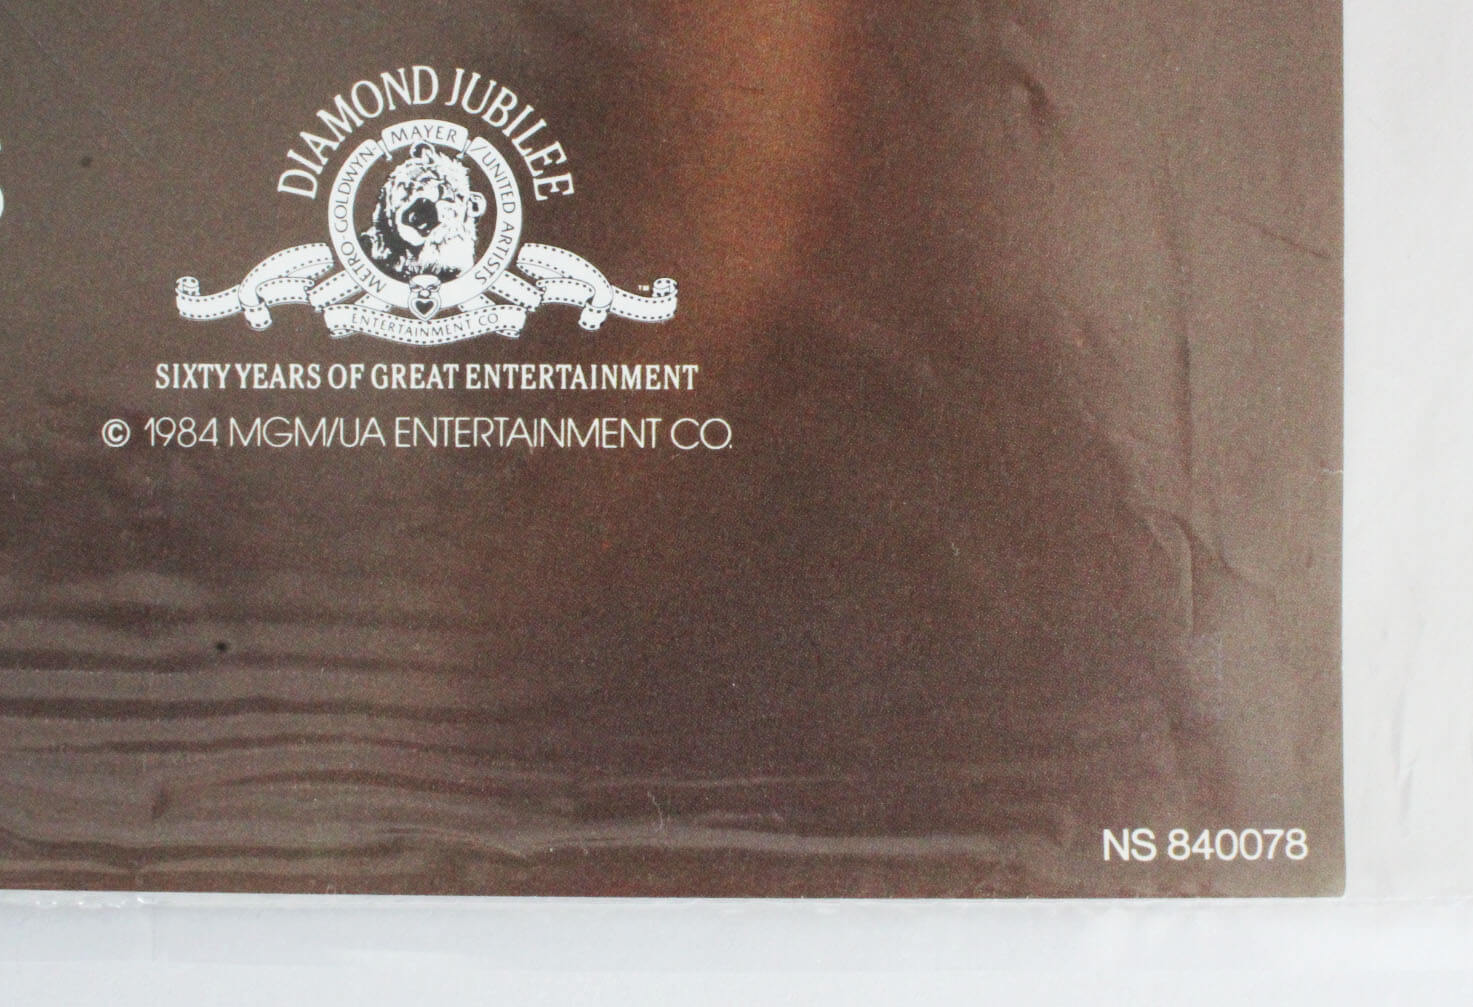 DIAMOND JUBILEE
METRO-GOLDWYN-MAYER/UNITED ARTISTS
ENTERTAINMENT CO
™
SIXTY YEARS OF GREAT ENTERTAINMENT
© 1984 MGM/UA ENTERTAINMENT CO.
NS 840078